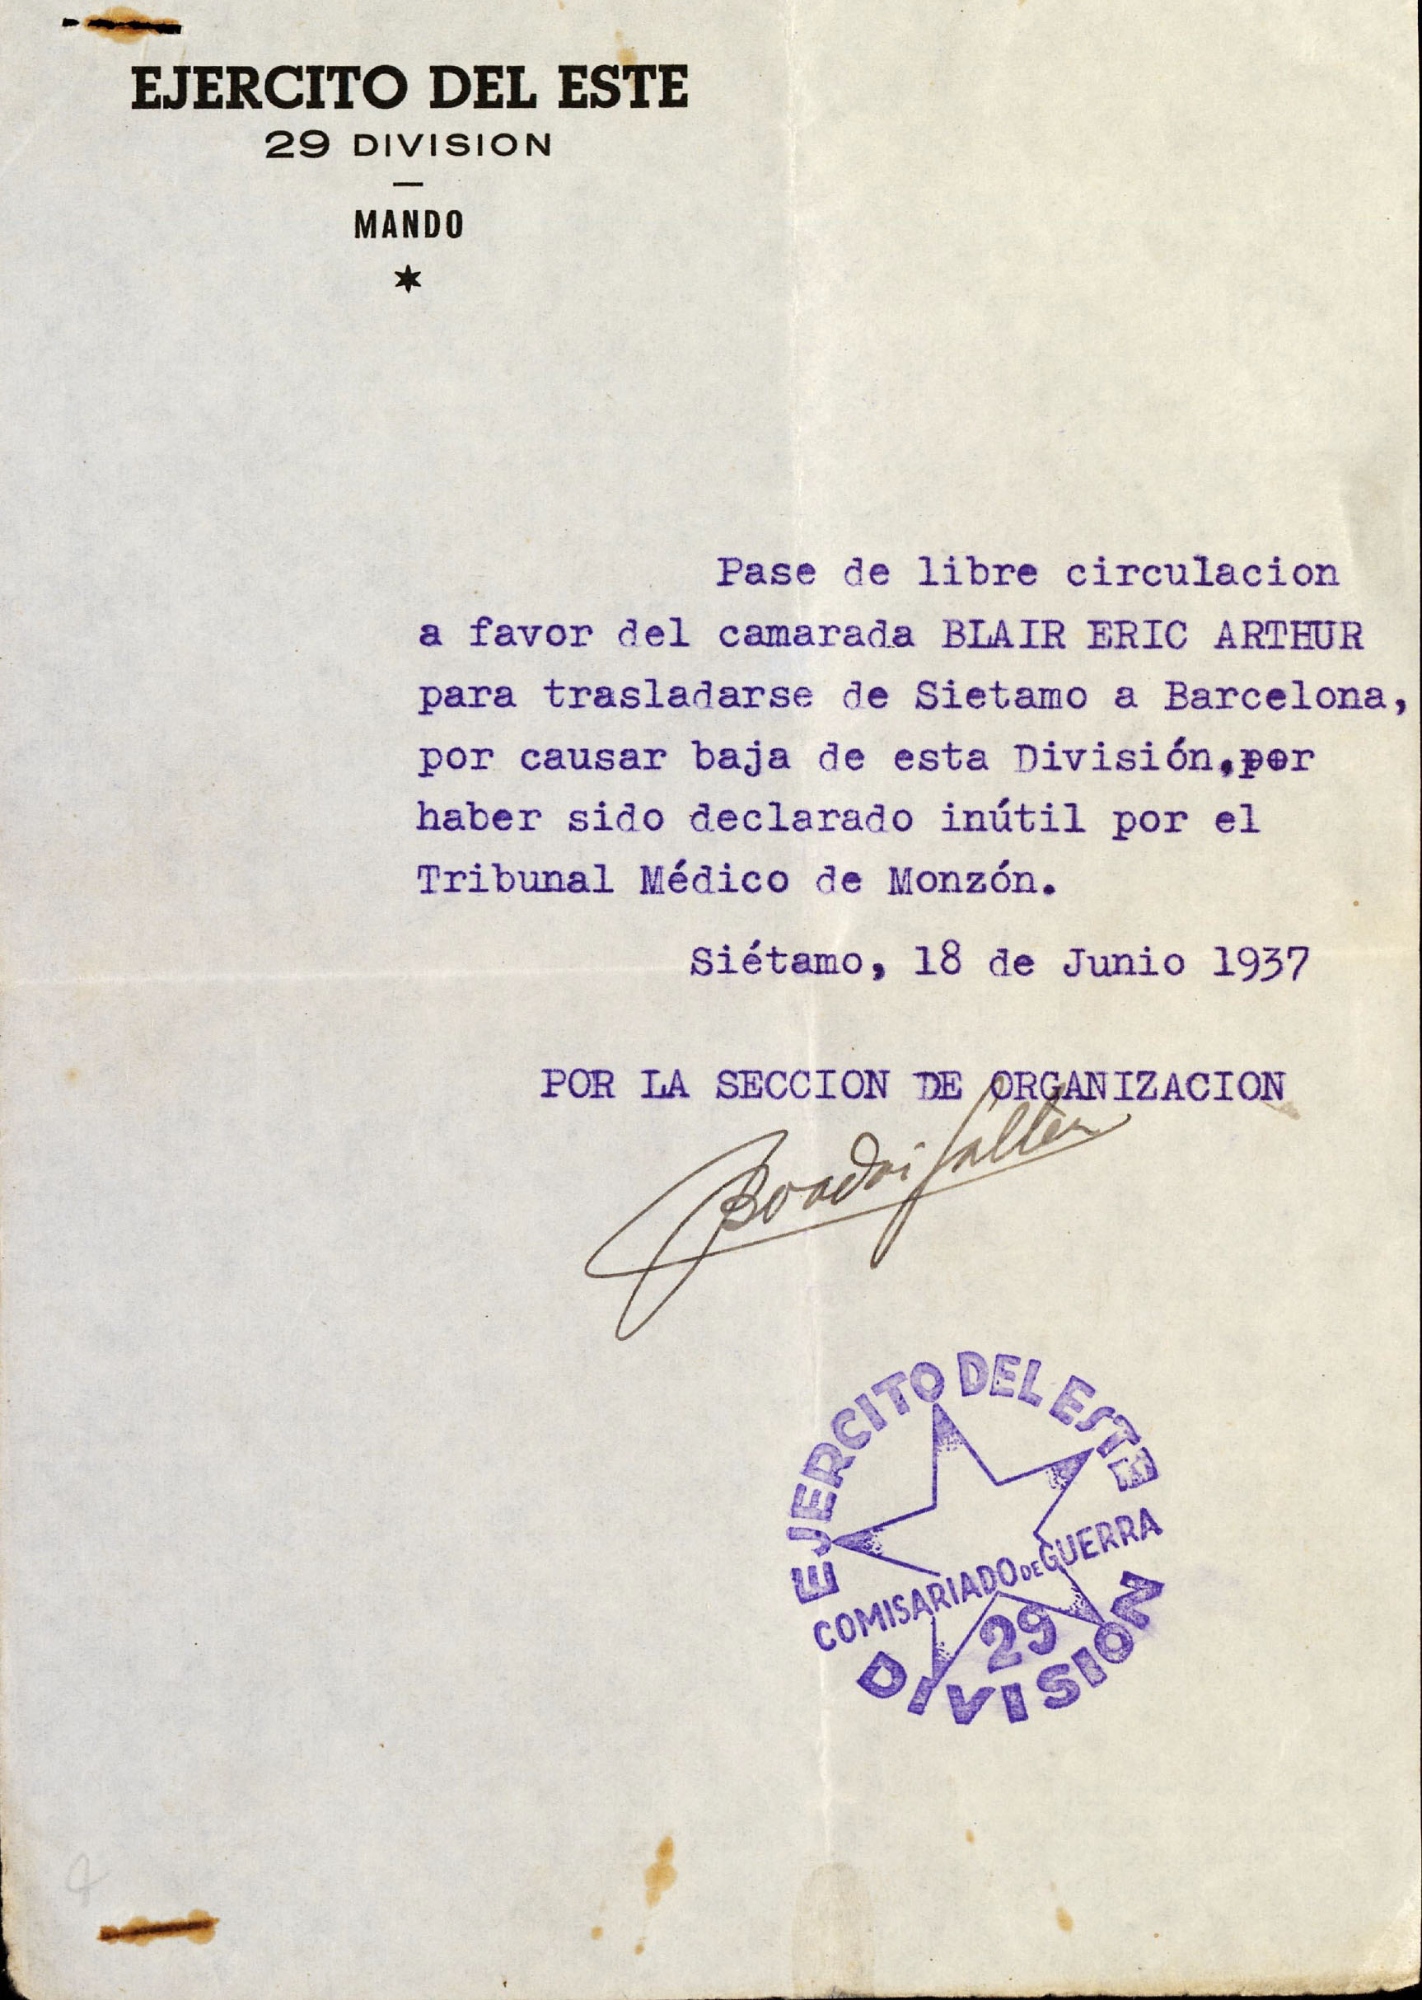 EJERCITO DEL ESTE
29 DIVISION
MANDO
Pase de libre circulacion
a favor del camarada BLAIR ERIC ARTHUR
para trasladarse de Sietamo a Barcelona,
por causar baja de esta División,por
haber sido declarado inútil por el
Tribunal Médico de Monzón.
Siétamo, 18 de Junio 1937
POR LA SECCION DE ORGANIZACION
EJERCITO DEL ESTE
COMISARIADO DE GUERRA
29
DIVISION